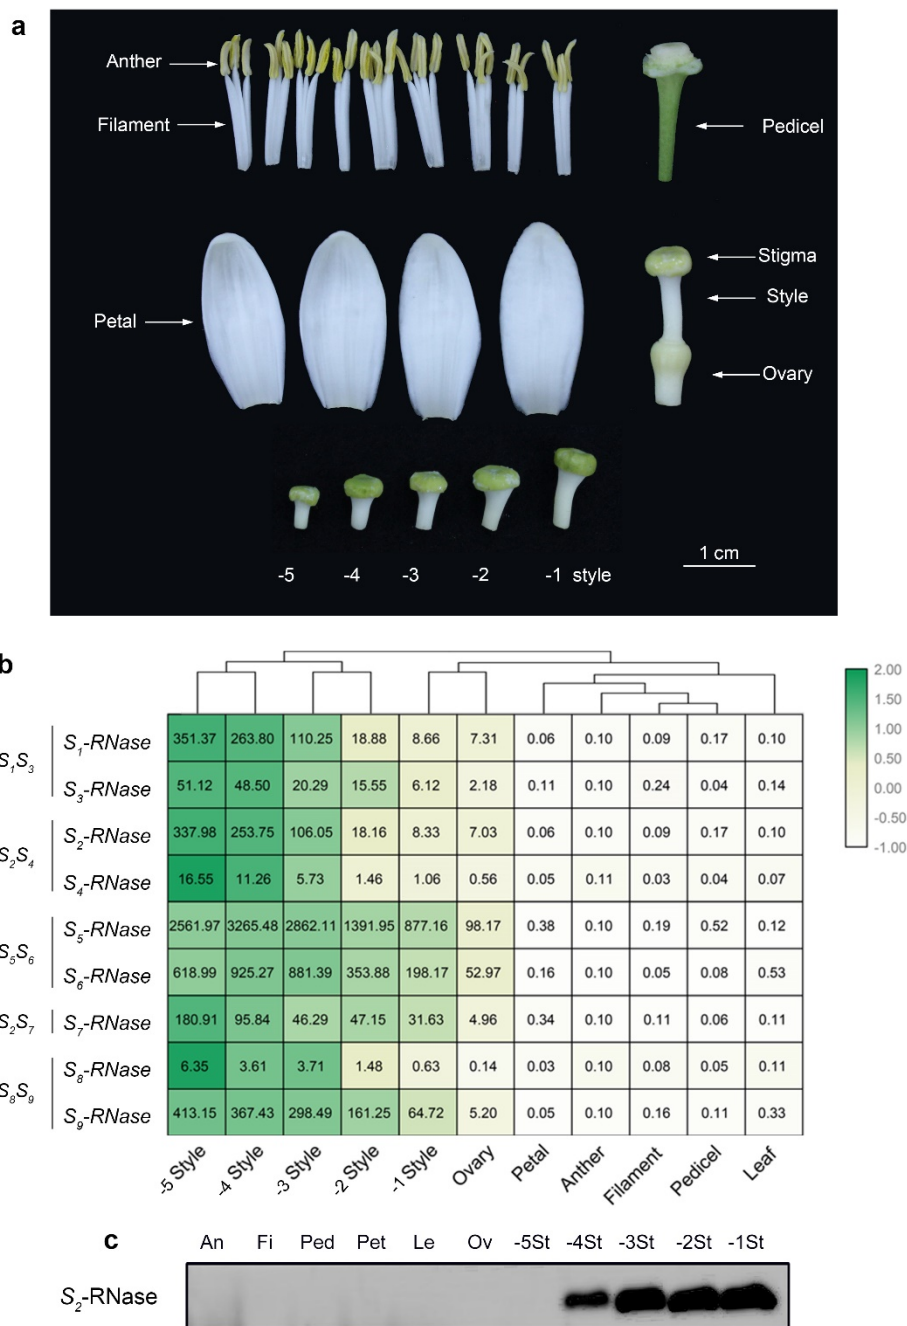 a
Anther
Filament
Pedicel
Stigma
Style
Petal
Ovary
1 cm
-5 -4 -3 -2 -1 style
b
2.00
1.50
1.00
0.50
0.00
-0.50
-1.00
S1S3
S1-RNase 351.37 263.80 110.25 18.88 8.66 7.31 0.06 0.10 0.09 0.17 0.10
S3-RNase 51.12 48.50 20.29 15.55 6.12 2.18 0.11 0.10 0.24 0.04 0.14
S2S4
S2-RNase 337.98 253.75 106.05 18.16 8.33 7.03 0.06 0.10 0.09 0.17 0.10
S4-RNase 16.55 11.26 5.73 1.46 1.06 0.56 0.05 0.11 0.03 0.04 0.07
S5S6
S5-RNase 2561.97 3265.48 2862.11 1391.95 877.16 98.17 0.38 0.10 0.19 0.52 0.12
S6-RNase 618.99 925.27 881.39 353.88 198.17 52.97 0.16 0.10 0.05 0.08 0.53
S2S7 S7-RNase 180.91 95.84 46.29 47.15 31.63 4.96 0.34 0.10 0.11 0.06 0.11
S8S9
S8-RNase 6.35 3.61 3.71 1.48 0.63 0.14 0.03 0.10 0.08 0.05 0.11
S9-RNase 413.15 367.43 298.49 161.25 64.72 5.20 0.05 0.10 0.16 0.11 0.33
-5 Style -4 Style -3 Style -2 Style -1 Style Ovary Petal Anther Filament Pedicel Leaf
c An Fi Ped Pet Le Ov -5St -4St -3St -2St -1St
S2-RNase